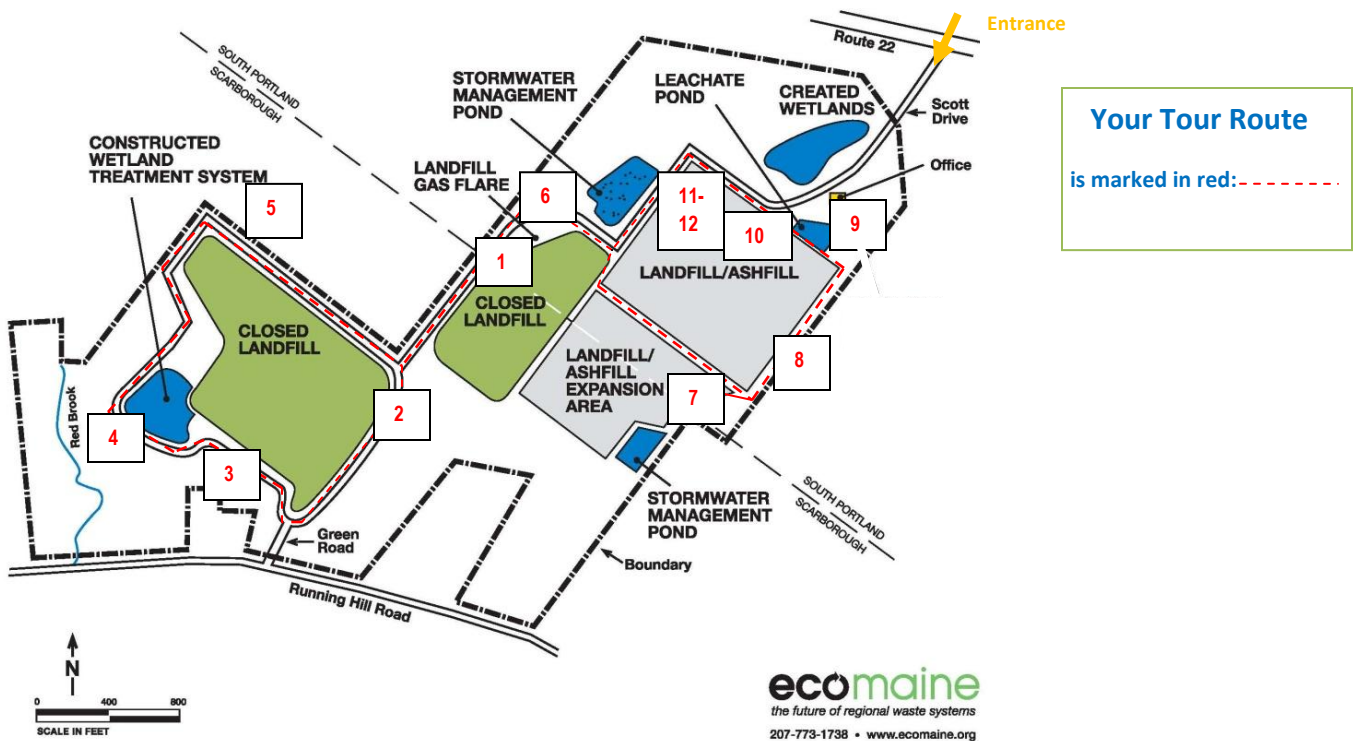 Entrance
Route 22
SOUTH PORTLAND
SCARBOROUGH
STORMWATER
MANAGEMENT
POND
LEACHATE
POND
CREATED
WETLANDS
Scott
Drive
Your Tour Route
is marked in red:
CONSTRUCTED
WETLAND
TREATMENT SYSTEM
LANDFILL
GAS FLARE
Office
5
6
11-
12
10
9
1
LANDFILL/ASHFILL
CLOSED
LANDFILL
CLOSED
LANDFILL
LANDFILL/
ASHFILL
EXPANSION
AREA
8
7
2
4
Red Brook
3
SOUTH PORTLAND
SCARBOROUGH
STORMWATER
MANAGEMENT
POND
Green
Road
Boundary
Running Hill Road
N
0 400 800
SCALE IN FEET
ecomaine
the future of regional waste systems
207-773-1738 • www.ecomaine.org